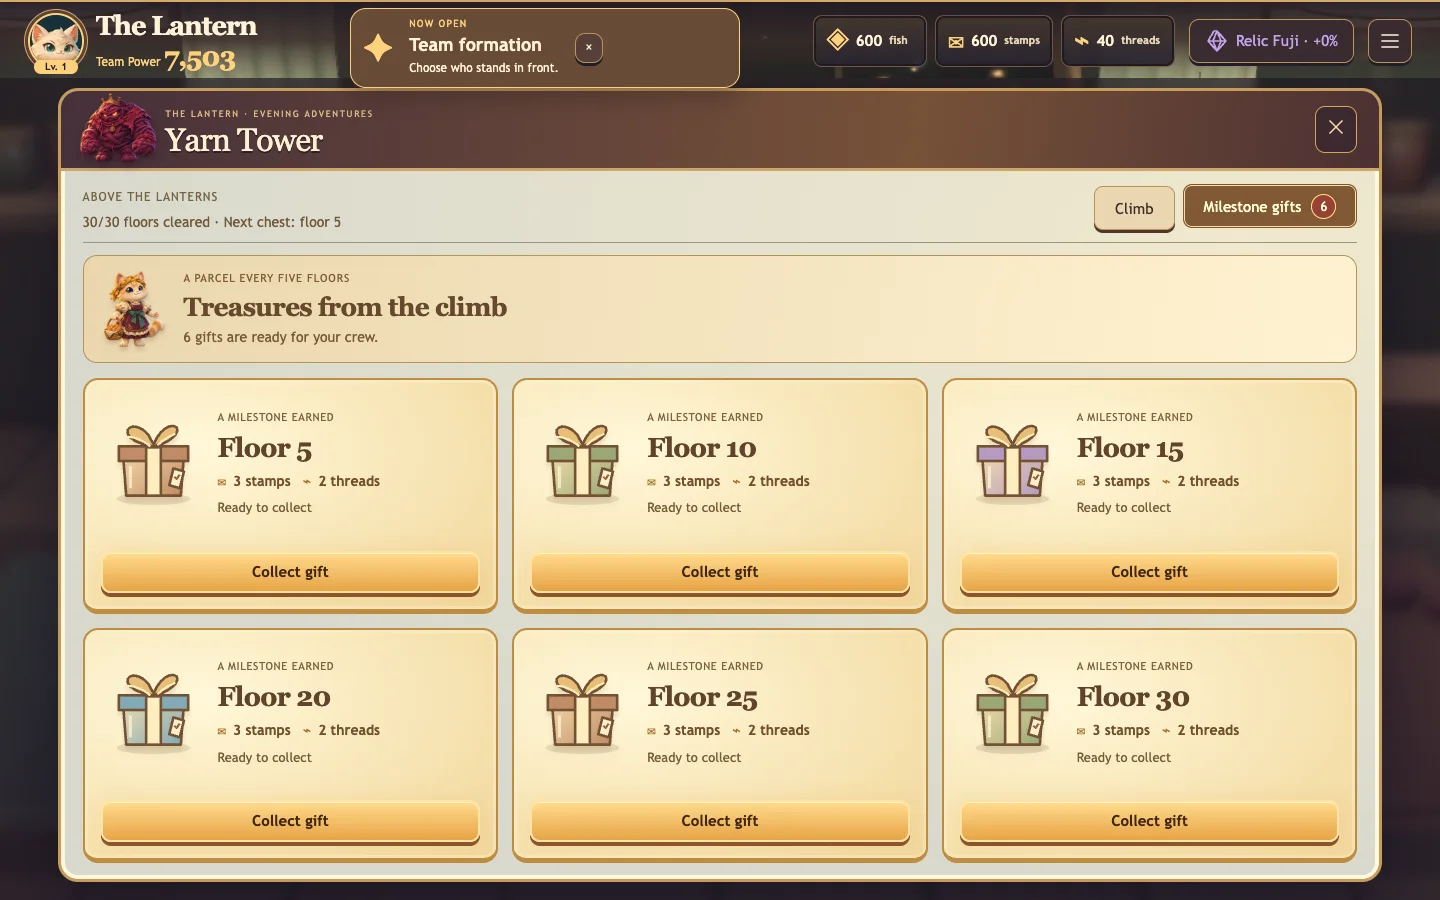 The Lantern
Lv. 1
Team Power 7,503
NOW OPEN
Team formation
Choose who stands in front.
×
600 fish
600 stamps
40 threads
Relic Fuji · +0%
THE LANTERN · EVENING ADVENTURES
Yarn Tower
ABOVE THE LANTERNS
30/30 floors cleared · Next chest: floor 5
Climb
Milestone gifts 6
A PARCEL EVERY FIVE FLOORS
Treasures from the climb
6 gifts are ready for your crew.
A MILESTONE EARNED
Floor 5
3 stamps 2 threads
Ready to collect
Collect gift
A MILESTONE EARNED
Floor 10
3 stamps 2 threads
Ready to collect
Collect gift
A MILESTONE EARNED
Floor 15
3 stamps 2 threads
Ready to collect
Collect gift
A MILESTONE EARNED
Floor 20
3 stamps 2 threads
Ready to collect
Collect gift
A MILESTONE EARNED
Floor 25
3 stamps 2 threads
Ready to collect
Collect gift
A MILESTONE EARNED
Floor 30
3 stamps 2 threads
Ready to collect
Collect gift